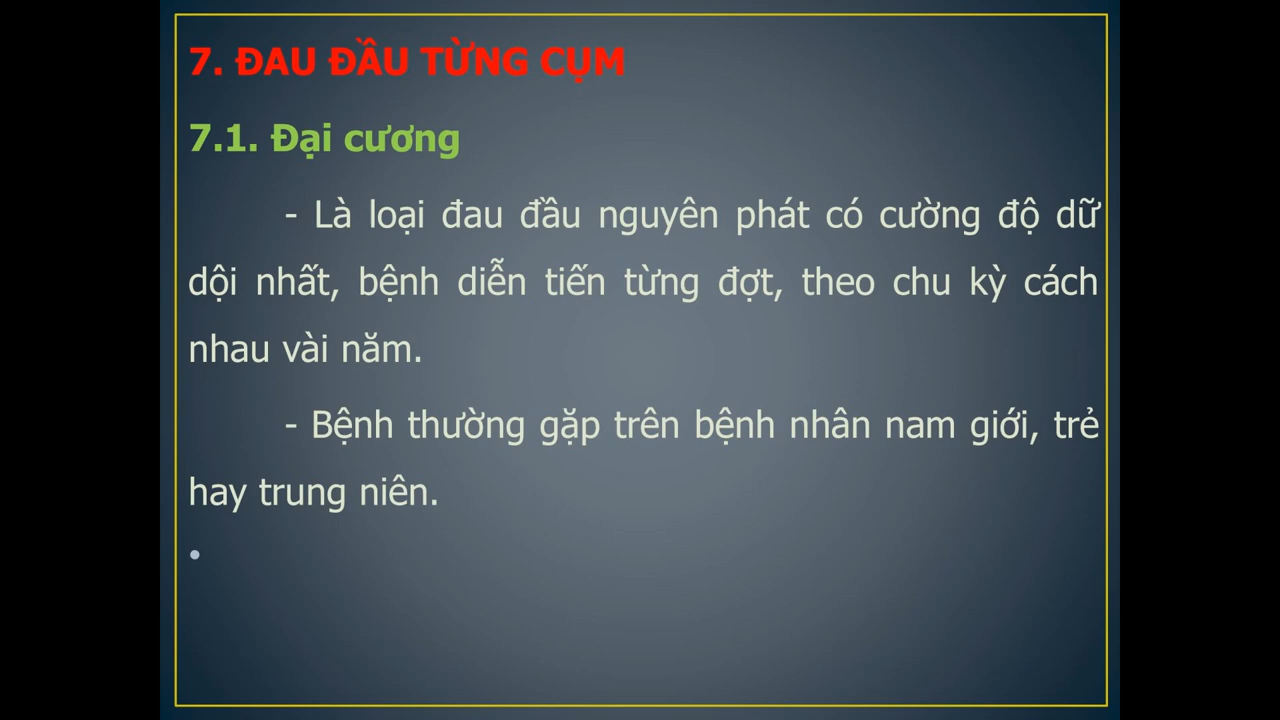 7. ĐAU ĐẦU TỪNG CỤM
7.1. Đại cương
- Là loại đau đầu nguyên phát có cường độ dữ
dội nhất, bệnh diễn tiến từng đợt, theo chu kỳ cách
nhau vài năm.
- Bệnh thường gặp trên bệnh nhân nam giới, trẻ
hay trung niên.
•